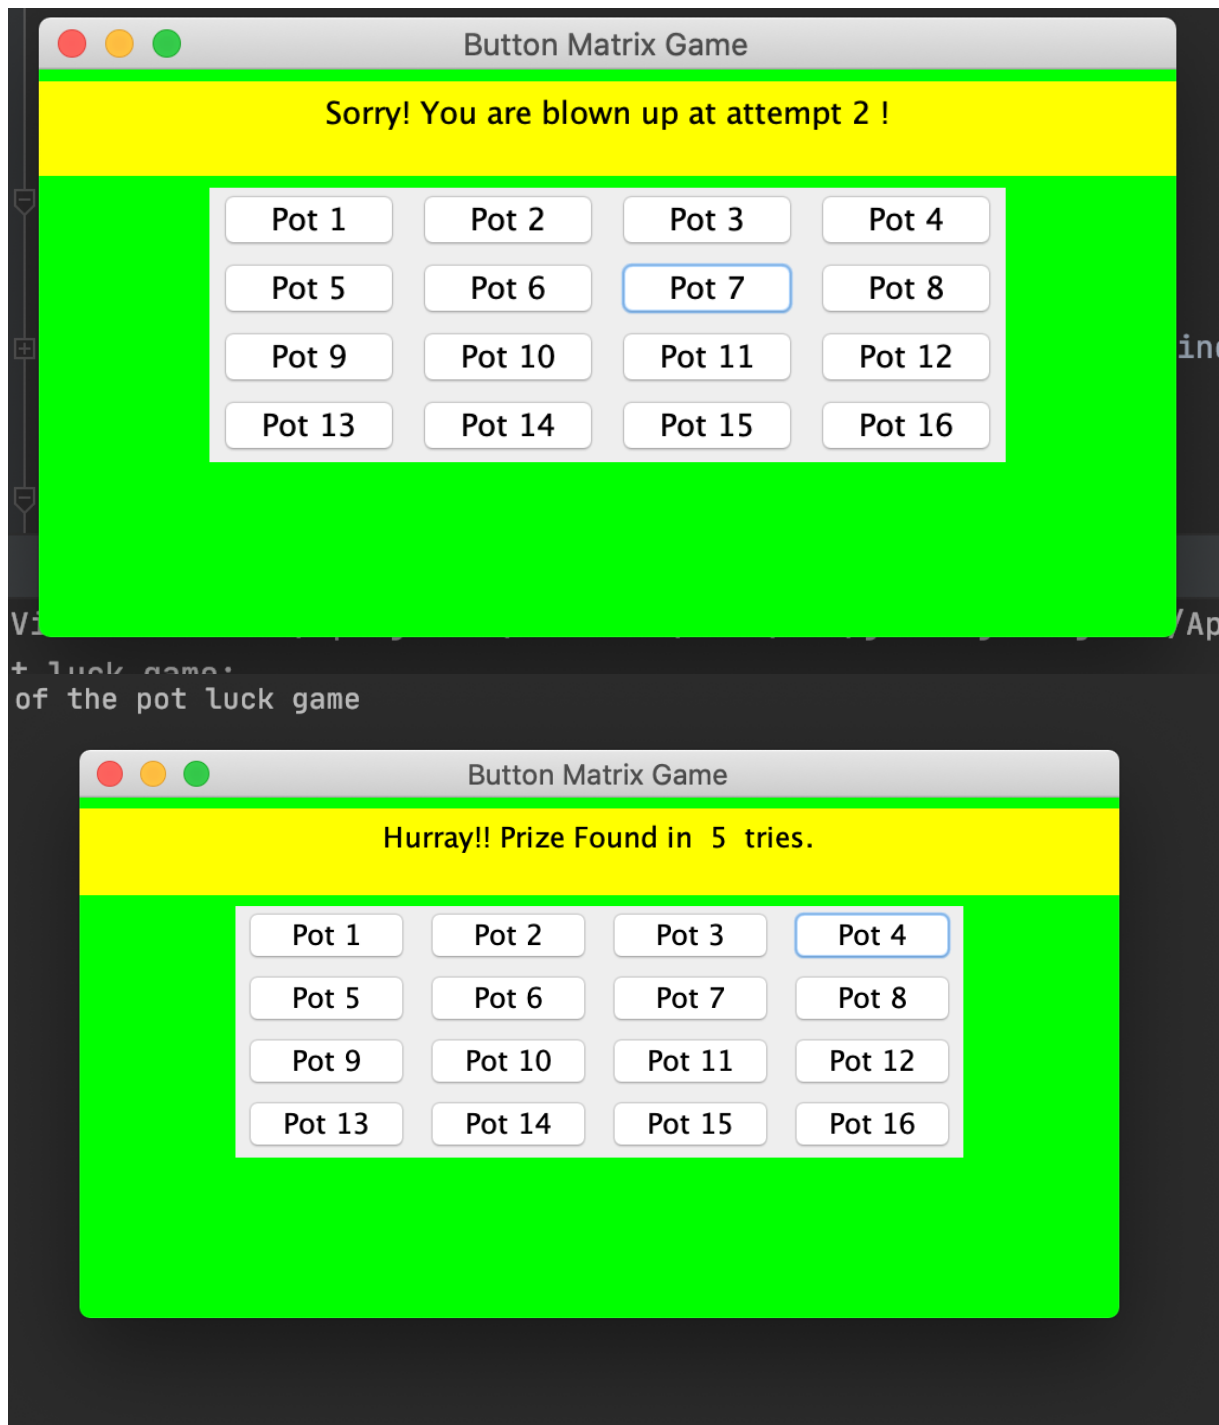 Button Matrix Game
Sorry! You are blown up at attempt 2 !
Pot 1 Pot 2 Pot 3 Pot 4
Pot 5 Pot 6 Pot 7 Pot 8
Pot 9 Pot 10 Pot 11 Pot 12
Pot 13 Pot 14 Pot 15 Pot 16
t luck game:
of the pot luck game
Button Matrix Game
Hurray!! Prize Found in 5 tries.
Pot 1 Pot 2 Pot 3 Pot 4
Pot 5 Pot 6 Pot 7 Pot 8
Pot 9 Pot 10 Pot 11 Pot 12
Pot 13 Pot 14 Pot 15 Pot 16